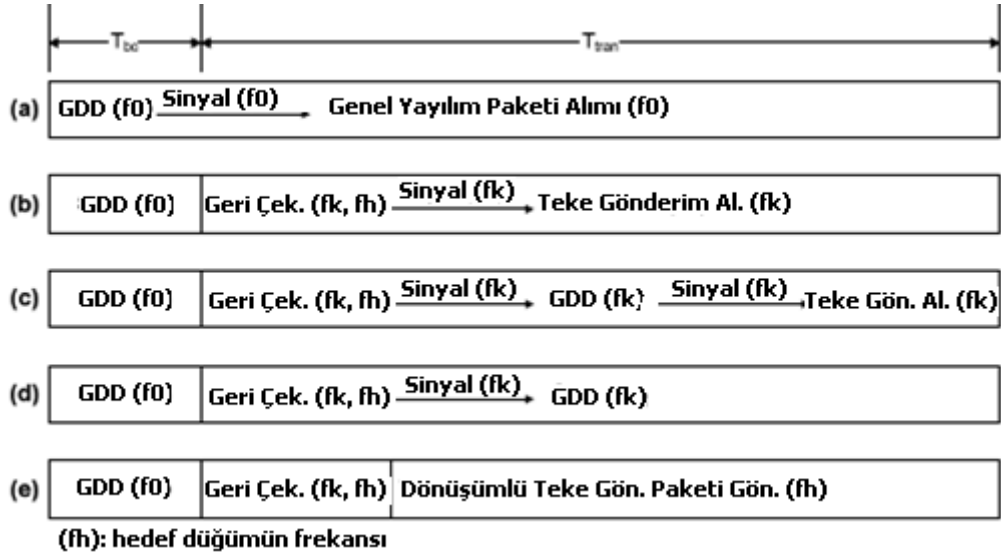 Tbc Ttran
(a) GDD (f0) Sinyal (f0) Genel Yayılım Paketi Alımı (f0)
(b) GDD (f0) Geri Çek. (fk, fh) Sinyal (fk) Teke Gönderim Al. (fk)
(c) GDD (f0) Geri Çek. (fk, fh) Sinyal (fk) GDD (fk) Sinyal (fk) Teke Gön. Al. (fk)
(d) GDD (f0) Geri Çek. (fk, fh) Sinyal (fk) GDD (fk)
(e) GDD (f0) Geri Çek. (fk, fh) Dönüşümlü Teke Gön. Paketi Gön. (fh)
(fh): hedef düğümün frekansı